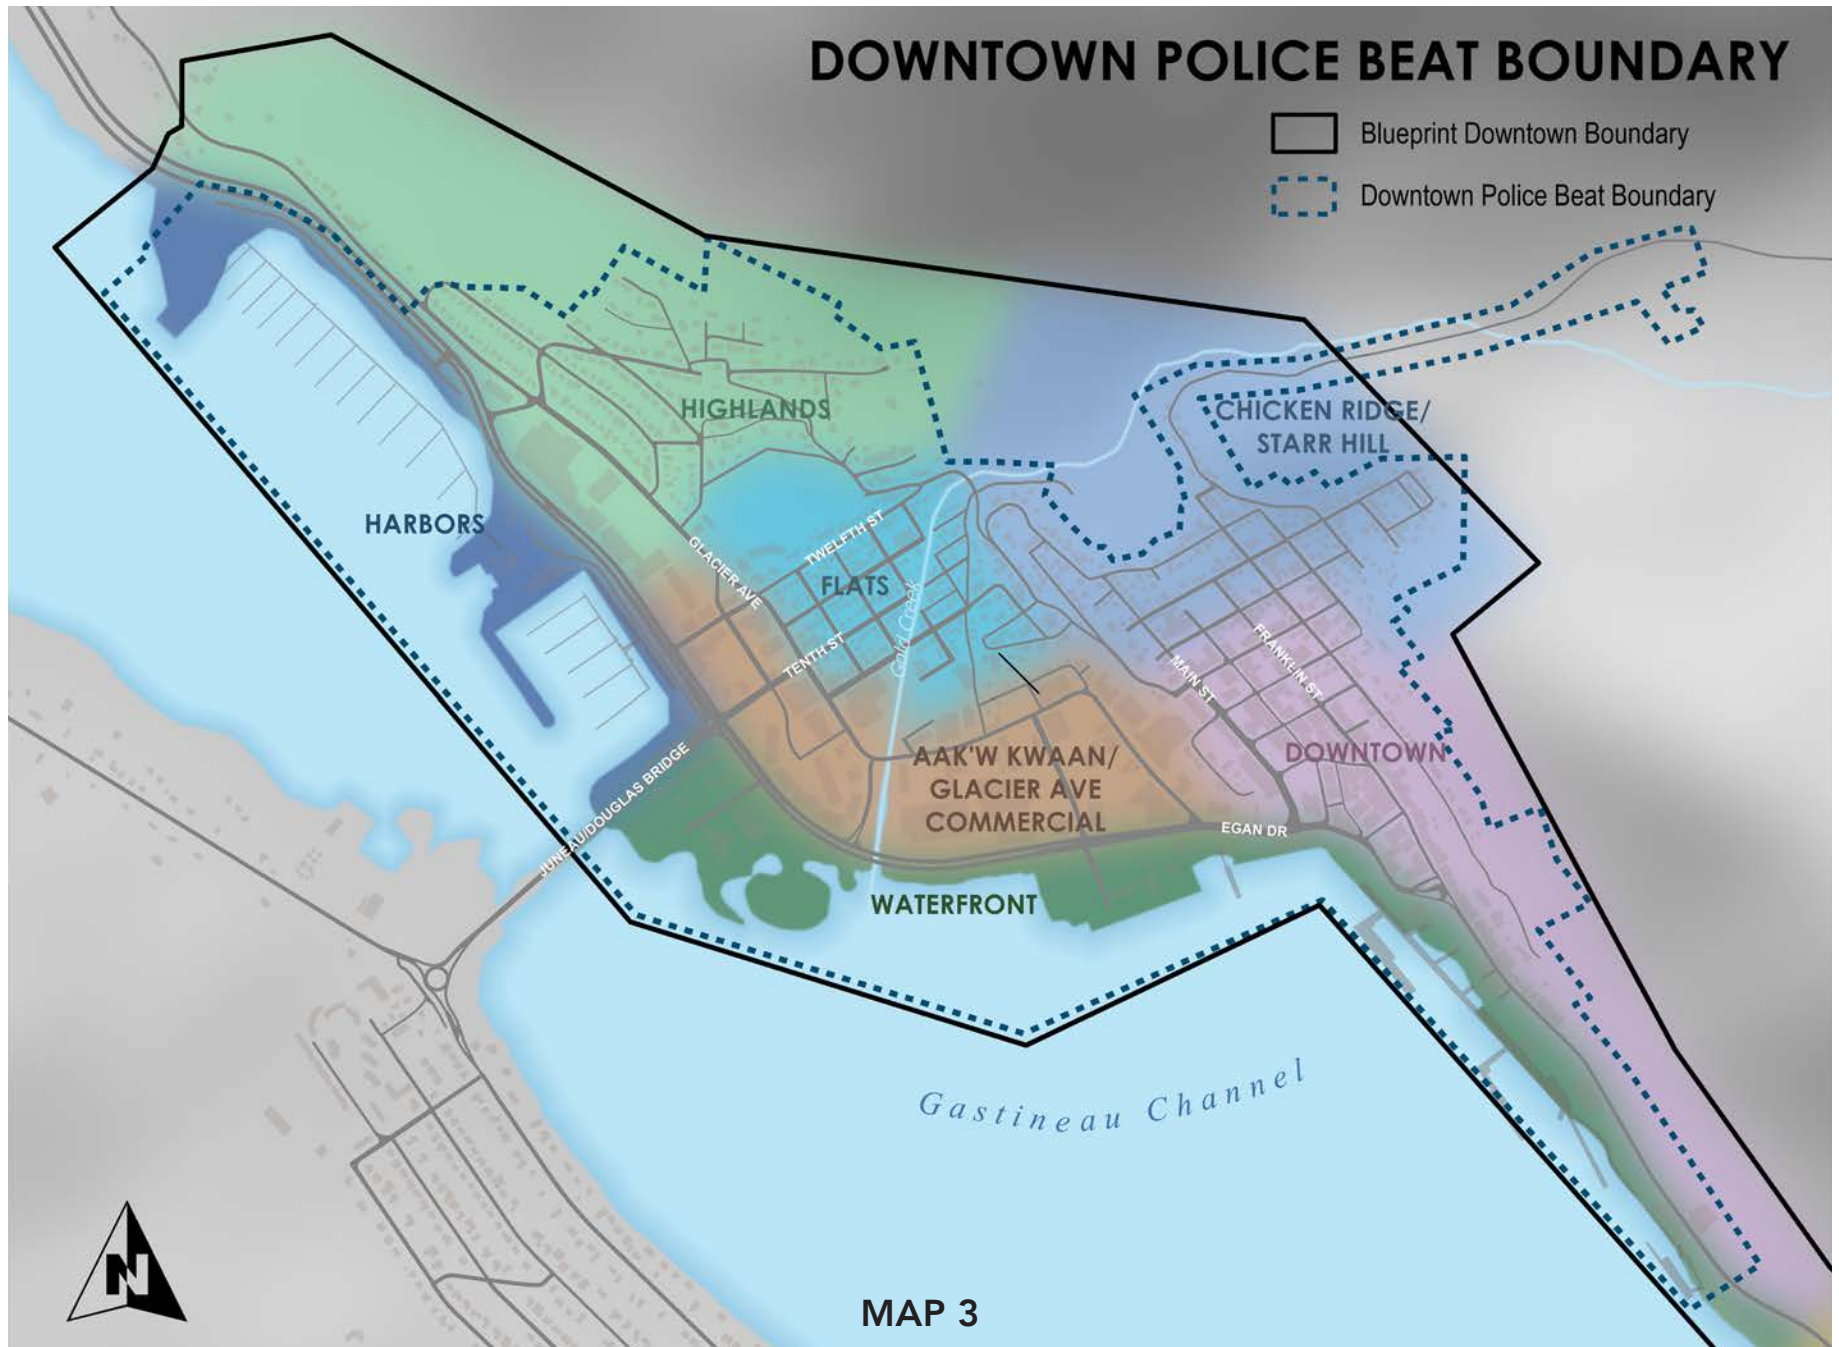 DOWNTOWN POLICE BEAT BOUNDARY
Blueprint Downtown Boundary
Downtown Police Beat Boundary
HIGHLANDS
CHICKEN RIDGE/
STARR HILL
HARBORS
TWELFTH ST
GLACIER AVE
FLATS
Gold Creek
TENTH ST
FRANKLIN ST
MAIN ST
DOWNTOWN
AAK'W KWAAN/
GLACIER AVE
COMMERCIAL
JUNEAU/DOUGLAS BRIDGE
EGAN DR
WATERFRONT
Gastineau Channel
N
MAP 3